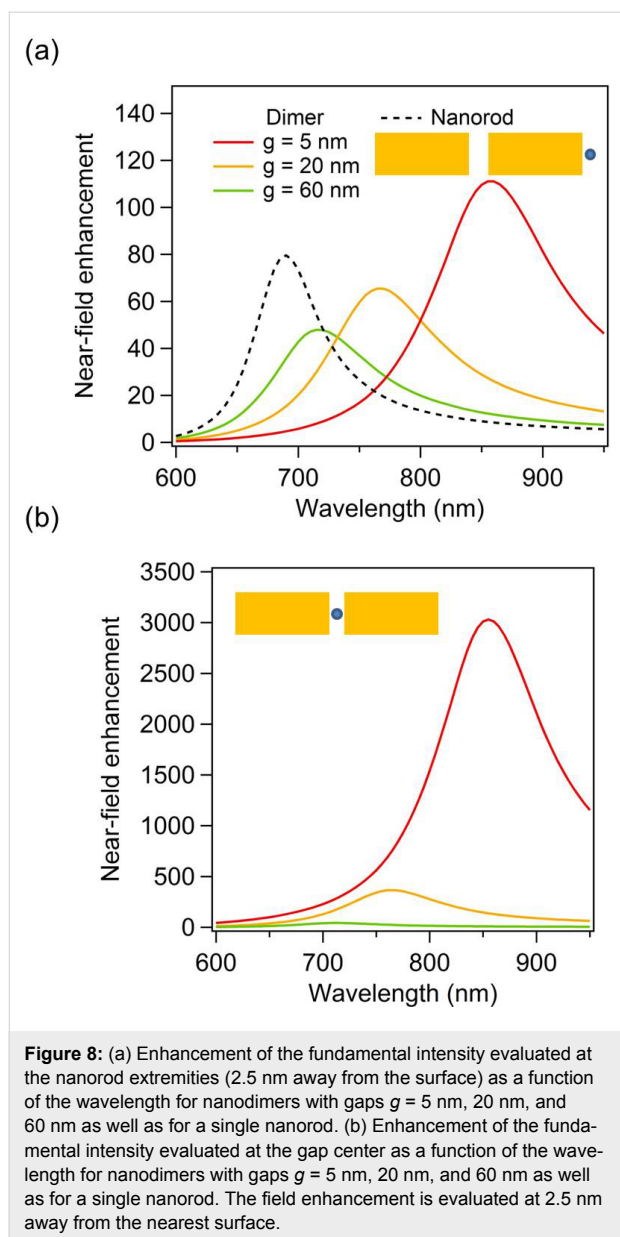 (a)
140
120
100
80
60
40
20
0
Near-field enhancement
Dimer
Nanorod
g = 5 nm
g = 20 nm
g = 60 nm
600 700 800 900
Wavelength (nm)
(b)
3500
3000
2500
2000
1500
1000
500
0
Near-field enhancement
600 700 800 900
Wavelength (nm)
Figure 8: (a) Enhancement of the fundamental intensity evaluated at
the nanorod extremities (2.5 nm away from the surface) as a function
of the wavelength for nanodimers with gaps g = 5 nm, 20 nm, and
60 nm as well as for a single nanorod. (b) Enhancement of the funda-
mental intensity evaluated at the gap center as a function of the wave-
length for nanodimers with gaps g = 5 nm, 20 nm, and 60 nm as well
as for a single nanorod. The field enhancement is evaluated at 2.5 nm
away from the nearest surface.